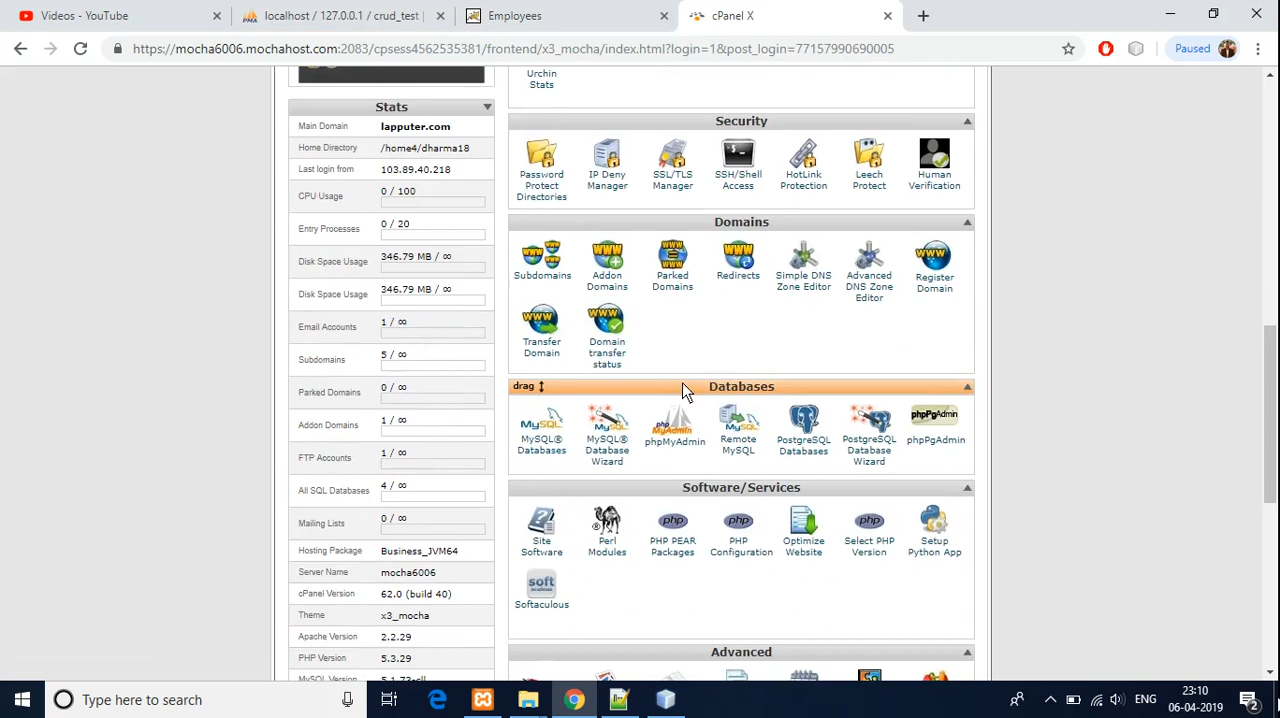 Videos - YouTube
localhost / 127.0.0.1 / crud_test |
Employees
cPanel X
https://mocha6006.mochahost.com:2083/cpsess4562535381/frontend/x3_mocha/index.html?login=1&post_login=77157990690005
Paused
Urchin
Stats
Stats
Main Domain lapputer.com
Home Directory /home4/dharma18
Last login from 103.89.40.218
CPU Usage 0 / 100
Entry Processes 0 / 20
Disk Space Usage 346.79 MB / ∞
Disk Space Usage 346.79 MB / ∞
Email Accounts 1 / ∞
Subdomains 5 / ∞
Parked Domains 0 / ∞
Addon Domains 1 / ∞
FTP Accounts 1 / ∞
All SQL Databases 4 / ∞
Mailing Lists 0 / ∞
Hosting Package Business_JVM64
Server Name mocha6006
cPanel Version 62.0 (build 40)
Theme x3_mocha
Apache Version 2.2.29
PHP Version 5.3.29
Security
Password
Protect
Directories
IP Deny
Manager
SSL/TLS
Manager
SSH/Shell
Access
HotLink
Protection
Leech
Protect
Human
Verification
Domains
Subdomains
Addon
Domains
Parked
Domains
Redirects
Simple DNS
Zone Editor
Advanced
DNS Zone
Editor
Register
Domain
Transfer
Domain
Domain
transfer
status
drag
Databases
MySQL®
Databases
MySQL®
Database
Wizard
phpMyAdmin
Remote
MySQL
PostgreSQL
Databases
PostgreSQL
Database
Wizard
phpPgAdmin
phpPgAdmin
Software/Services
Site
Software
Perl
Modules
PHP PEAR
Packages
PHP
Configuration
Optimize
Website
Select PHP
Version
Setup
Python App
Softaculous
Advanced
Type here to search
ENG
23:10
06-04-2019
2